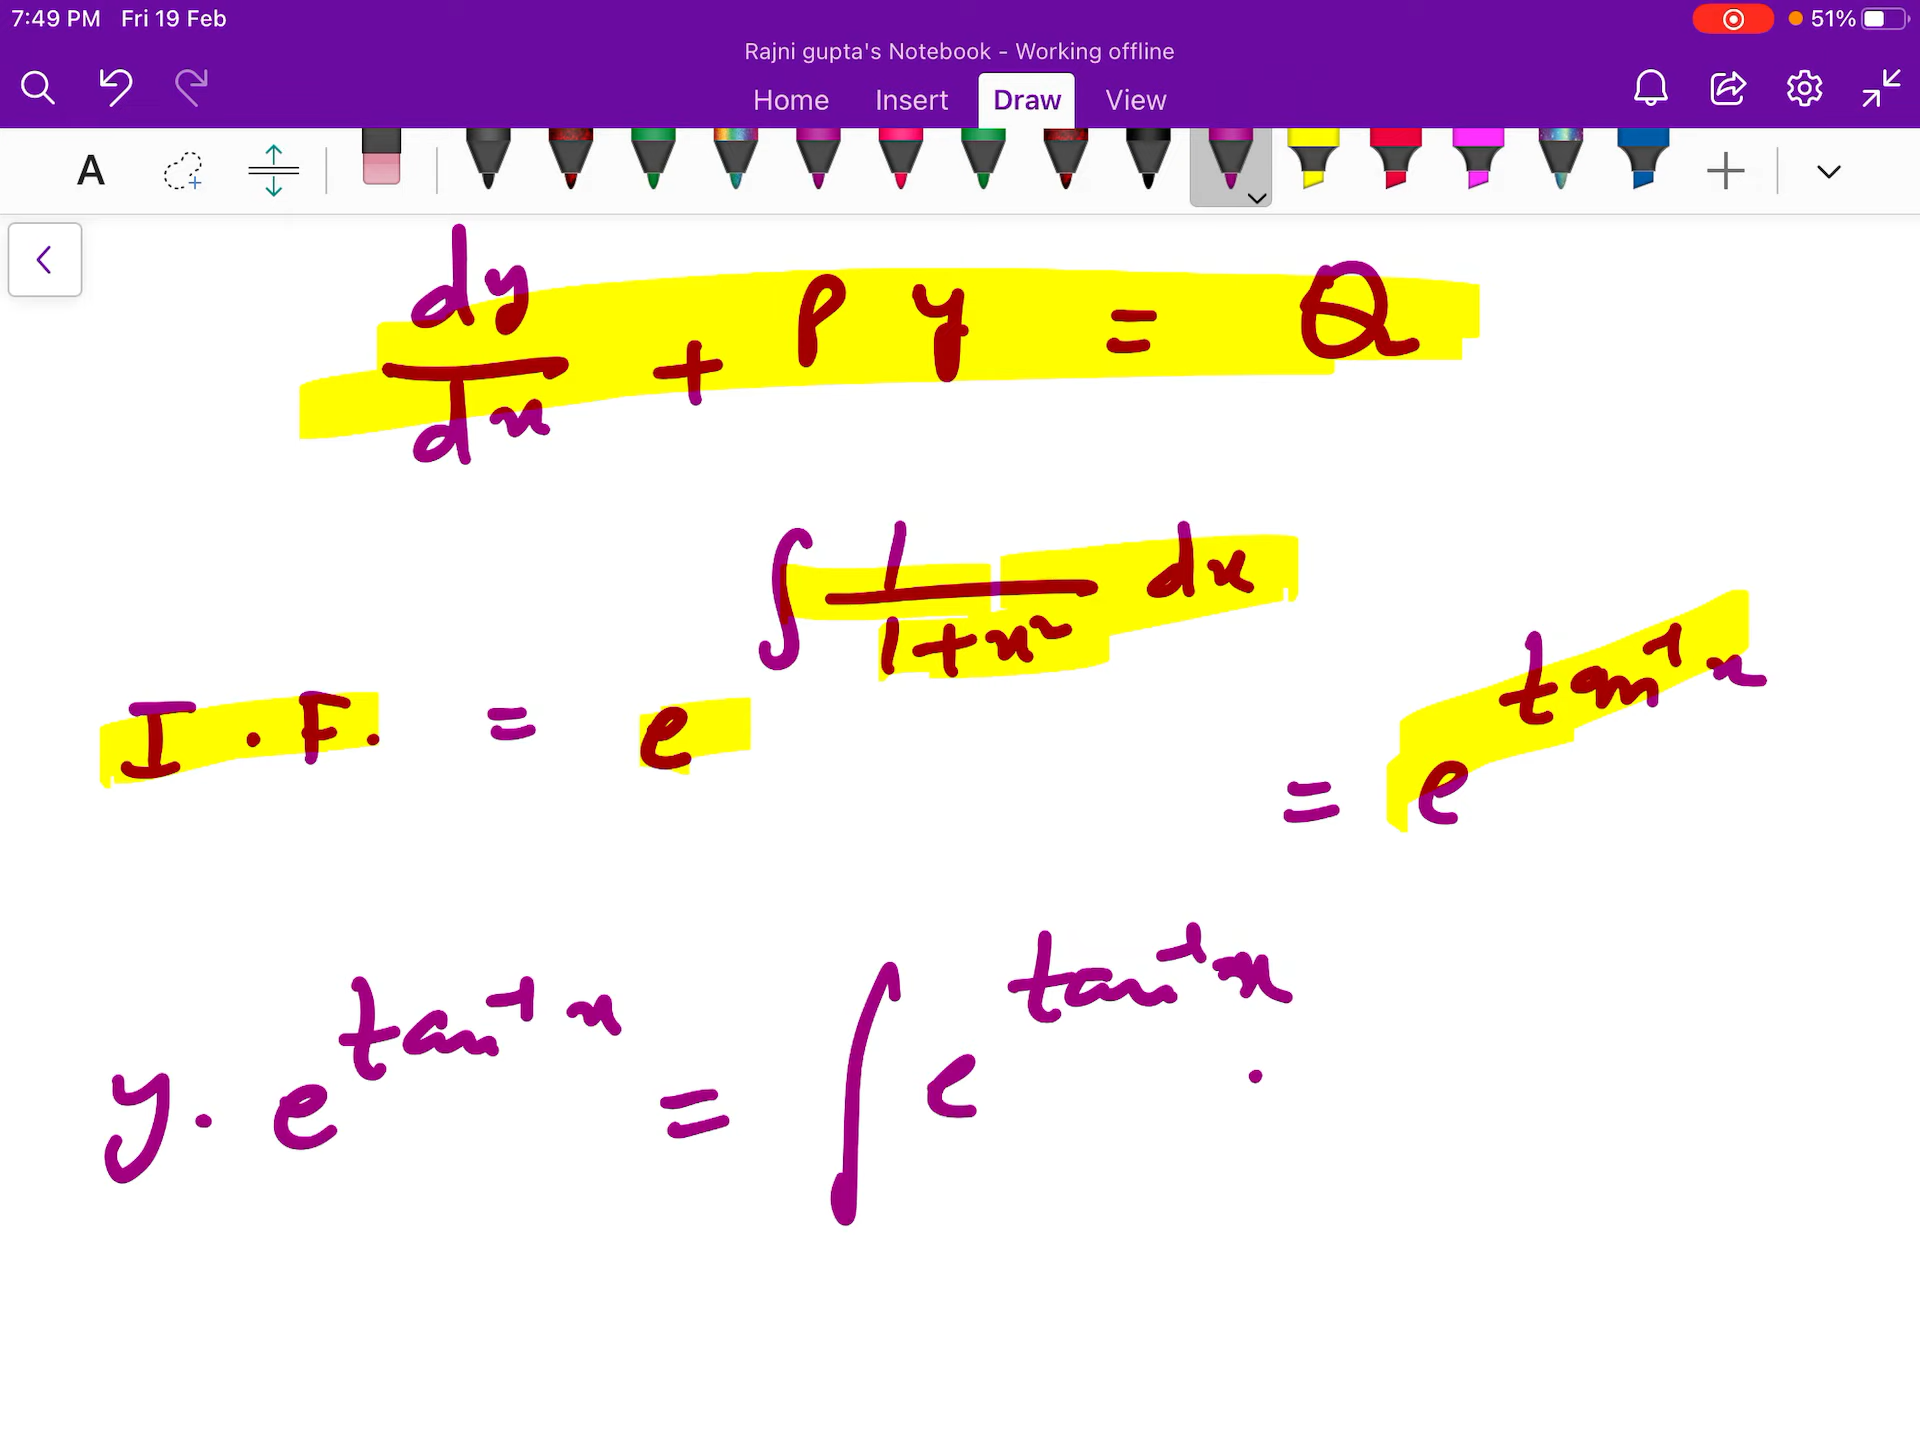 7:49 PM Fri 19 Feb
51%
Rajni gupta's Notebook - Working offline
Home Insert Draw View
A
dy/dx + P y = Q
I.F. = e^∫ 1/(1+x²) dx = e^tan⁻¹x
y. e^tan⁻¹x = ∫ e^tan⁻¹x .